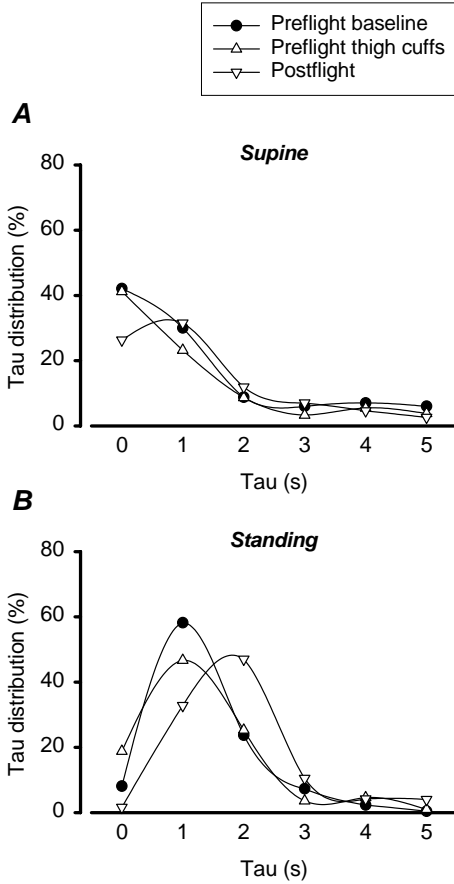 Preflight baseline
Preflight thigh cuffs
Postflight
A
Supine
80
60
40
20
0
Tau distribution (%)
0 1 2 3 4 5
Tau (s)
B
Standing
80
60
40
20
0
Tau distribution (%)
0 1 2 3 4 5
Tau (s)